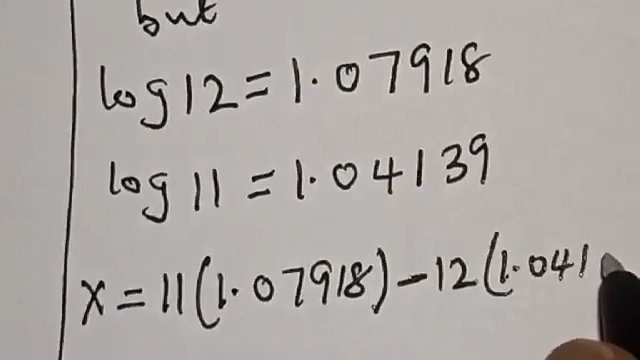 but
log 12 = 1.07918
log 11 = 1.04139
x = 11(1.07918) - 12(1.041